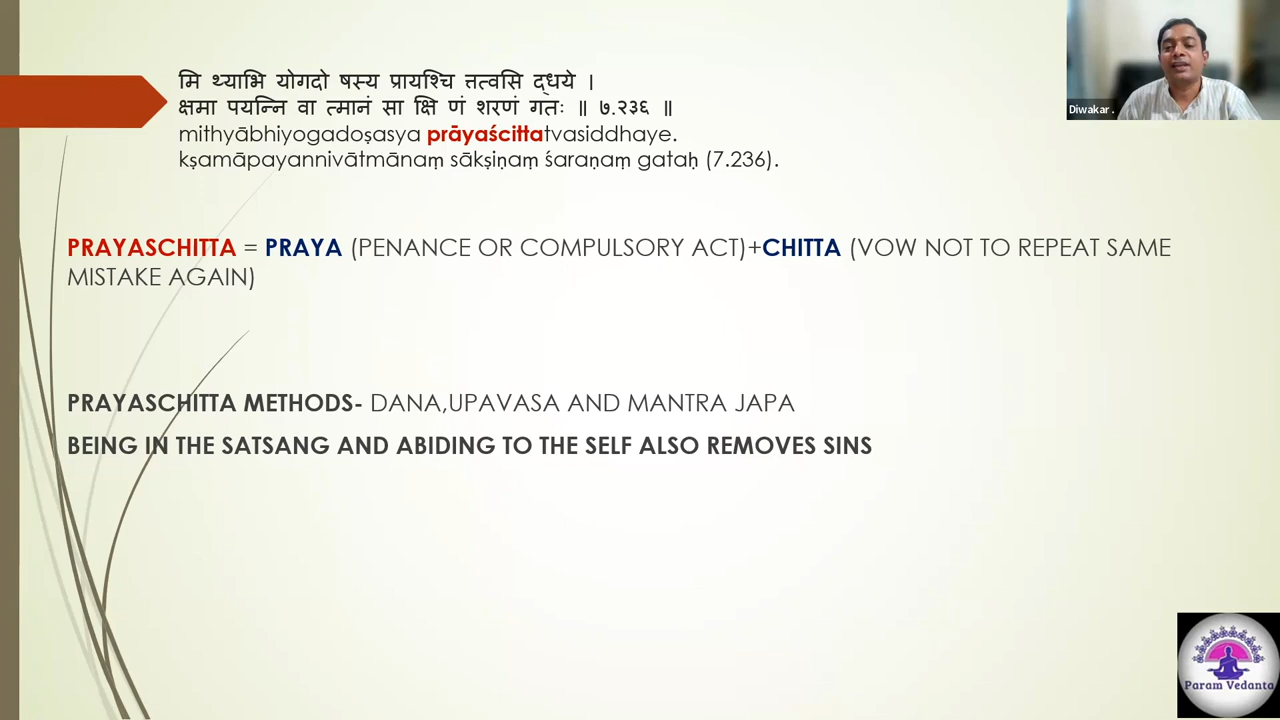 मि थ्याभि योगदो षस्य प्रायश्चि त्तत्वसि द्धये ।
क्षमा पयन्नि वा त्मानं सा क्षि णं शरणं गतः ॥ ७.२३६ ॥
mithyābhiyogadoṣasya prāyaścittatvasiddhaye.
kṣamāpayannivātmānaṃ sākṣiṇaṃ śaraṇaṃ gataḥ (7.236).
PRAYASCHITTA = PRAYA (PENANCE OR COMPULSORY ACT)+CHITTA (VOW NOT TO REPEAT SAME
MISTAKE AGAIN)
PRAYASCHITTA METHODS- DANA,UPAVASA AND MANTRA JAPA
BEING IN THE SATSANG AND ABIDING TO THE SELF ALSO REMOVES SINS
Diwakar .
Param Vedanta